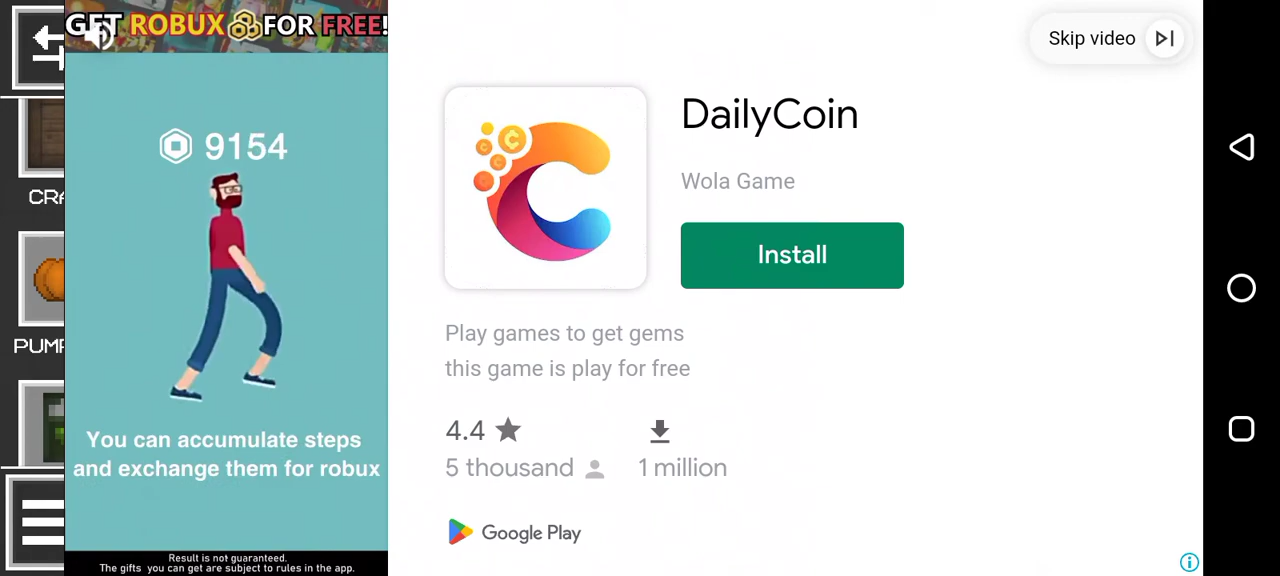 GET ROBUX FOR FREE!
9154
You can accumulate steps
and exchange them for robux
Result is not guaranteed.
The gifts you can get are subject to rules in the app.
CRA
PUMP
Skip video
DailyCoin
Wola Game
Install
Play games to get gems
this game is play for free
4.4
5 thousand
1 million
Google Play